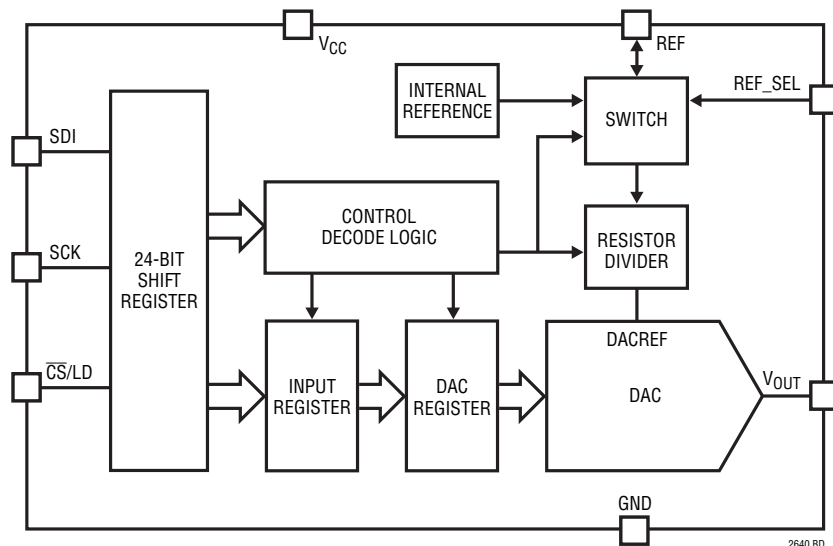 VCC
REF
INTERNAL
REFERENCE
SWITCH
REF_SEL
SDI
SCK
CS/LD
24-BIT
SHIFT
REGISTER
CONTROL
DECODE LOGIC
RESISTOR
DIVIDER
INPUT
REGISTER
DAC
REGISTER
DACREF
DAC
VOUT
GND
2640 BD